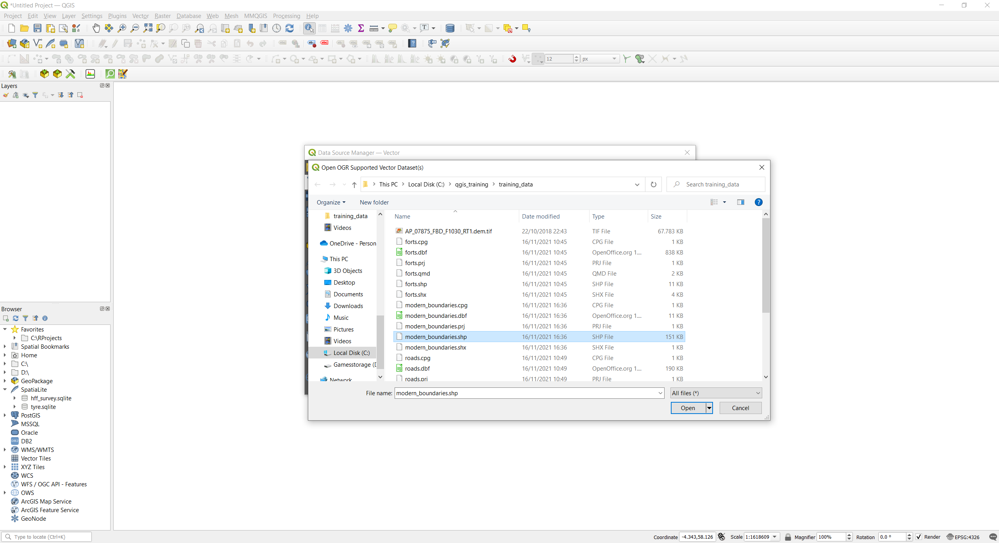 *Untitled Project — QGIS
Project Edit View Layer Settings Plugins Vector Raster Database Web Mesh MMQGIS Processing Help
12 px
Layers
Data Source Manager — Vector
Open OGR Supported Vector Dataset(s)
This PC Local Disk (C:) qgis_training training_data Search training_data
Organize New folder
training_data
Videos
OneDrive - Person
This PC
3D Objects
Desktop
Documents
Downloads
Music
Pictures
Videos
Local Disk (C:)
Gamesstorage (D
Network
Name Date modified Type Size
AP_07875_FBD_F1030_RT1.dem.tif 22/10/2018 22:43 TIF File 67.783 KB
forts.cpg 16/11/2021 10:45 CPG File 1 KB
forts.dbf 16/11/2021 10:45 OpenOffice.org 1.... 838 KB
forts.prj 16/11/2021 10:45 PRJ File 1 KB
forts.qmd 16/11/2021 10:45 QMD File 2 KB
forts.shp 16/11/2021 10:45 SHP File 11 KB
forts.shx 16/11/2021 10:45 SHX File 4 KB
modern_boundaries.cpg 16/11/2021 16:36 CPG File 1 KB
modern_boundaries.dbf 16/11/2021 16:36 OpenOffice.org 1.... 11 KB
modern_boundaries.prj 16/11/2021 16:36 PRJ File 1 KB
modern_boundaries.shp 16/11/2021 16:36 SHP File 151 KB
modern_boundaries.shx 16/11/2021 16:36 SHX File 1 KB
roads.cpg 16/11/2021 10:49 CPG File 1 KB
roads.dbf 16/11/2021 10:49 OpenOffice.org 1.... 190 KB
roads.prj 16/11/2021 10:49 PRJ File 1 KB
File name: modern_boundaries.shp All files (*)
Open Cancel
Browser
Favorites
C:\RProjects
Spatial Bookmarks
Home
C:\
D:\
GeoPackage
SpatiaLite
hff_survey.sqlite
tyre.sqlite
PostGIS
MSSQL
Oracle
DB2
WMS/WMTS
Vector Tiles
XYZ Tiles
WCS
WFS / OGC API - Features
OWS
ArcGIS Map Service
ArcGIS Feature Service
GeoNode
Type to locate (Ctrl+K) Coordinate -4.343,58.126 Scale 1:1618609 Magnifier 100% Rotation 0.0 ° Render EPSG:4326